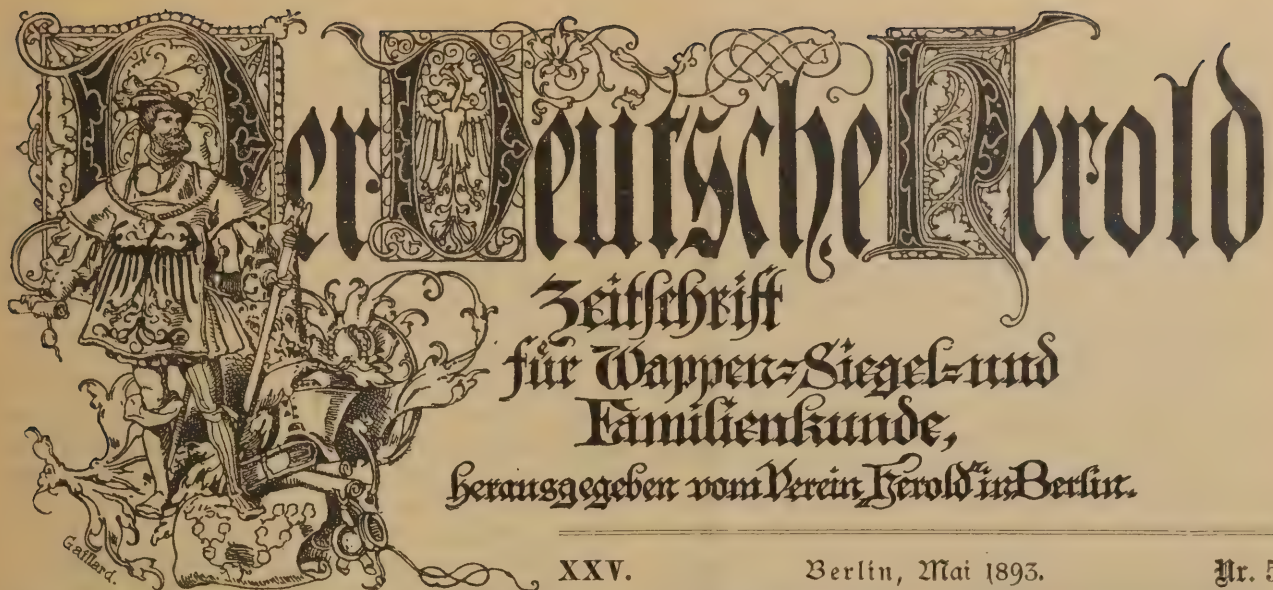 Der Deutsche Herold
Zeitschrift
für Wappen-Siegel-und
Familienkunde,
herausgegeben vom Verein „Herold“ in Berlin.
Gaillard.
XXV. Berlin, Mai 1893. Nr. 5